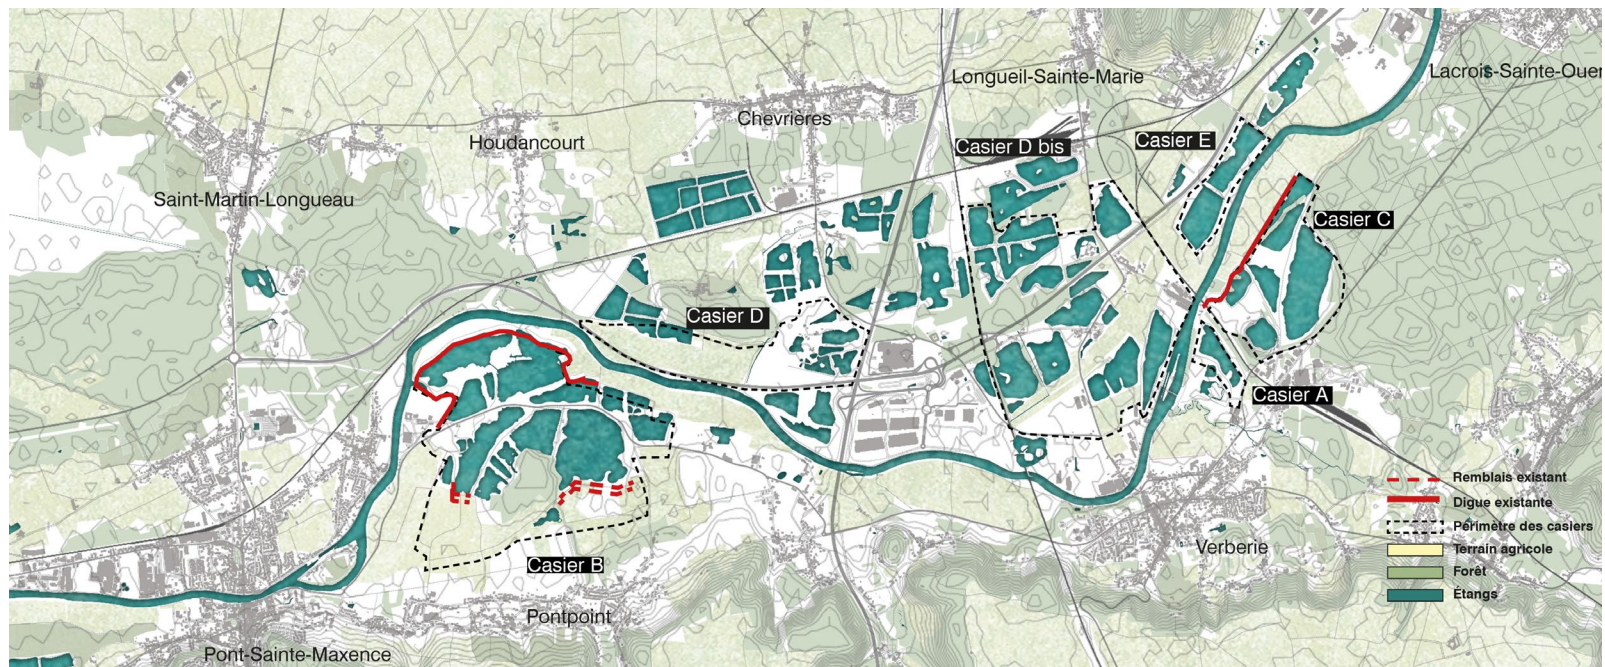 Lacrois-Sainte-Ouen
Longueil-Sainte-Marie
Chevrières
Houdancourt
Casier D bis
Casier E
Saint-Martin-Longueau
Casier C
Casier D
Casier A
Remblais existant
Digue existante
Périmètre des casiers
Terrain agricole
Forêt
Étangs
Verberie
Casier B
Pontpoint
Pont-Sainte-Maxence